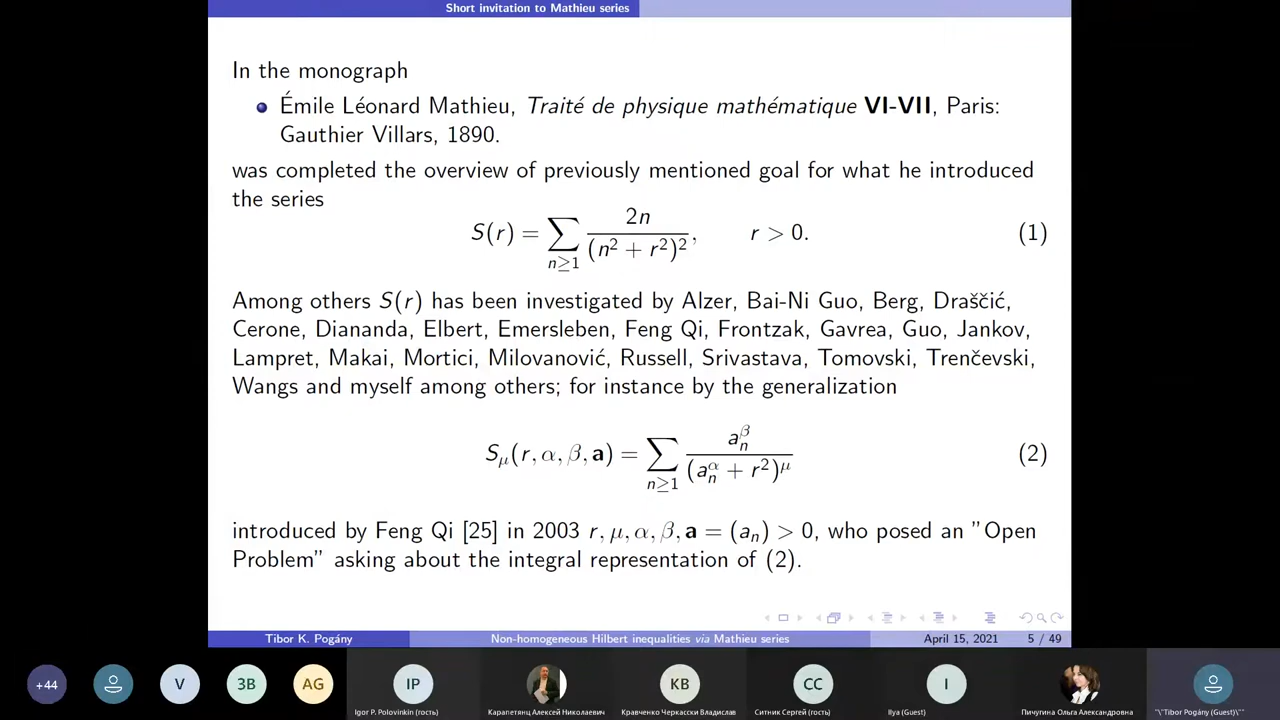 Short invitation to Mathieu series
In the monograph
Émile Léonard Mathieu, Traité de physique mathématique VI-VII, Paris:
Gauthier Villars, 1890.
was completed the overview of previously mentioned goal for what he introduced
the series
S(r) = ∑_{n≥1} 2n / (n² + r²)², r > 0. (1)
Among others S(r) has been investigated by Alzer, Bai-Ni Guo, Berg, Draščić,
Cerone, Diananda, Elbert, Emersleben, Feng Qi, Frontzak, Gavrea, Guo, Jankov,
Lampret, Makai, Mortici, Milovanović, Russell, Srivastava, Tomovski, Trenčevski,
Wangs and myself among others; for instance by the generalization
S_μ(r, α, β, a) = ∑_{n≥1} a_n^β / (a_n^α + r²)^μ (2)
introduced by Feng Qi [25] in 2003 r, μ, α, β, a = (a_n) > 0, who posed an "Open
Problem" asking about the integral representation of (2).
Tibor K. Pogány Non-homogeneous Hilbert inequalities via Mathieu series April 15, 2021 5 / 49
+44 V 3B AG IP KB CC I
Igor P. Polovinkin (гость) Карапетянц Алексей Николаевич Кравченко Черкасски Владислав Ситник Сергей (гость) Ilya (Guest) Пичугина Ольга Александровна "\"Tibor Pogány (Guest)\""